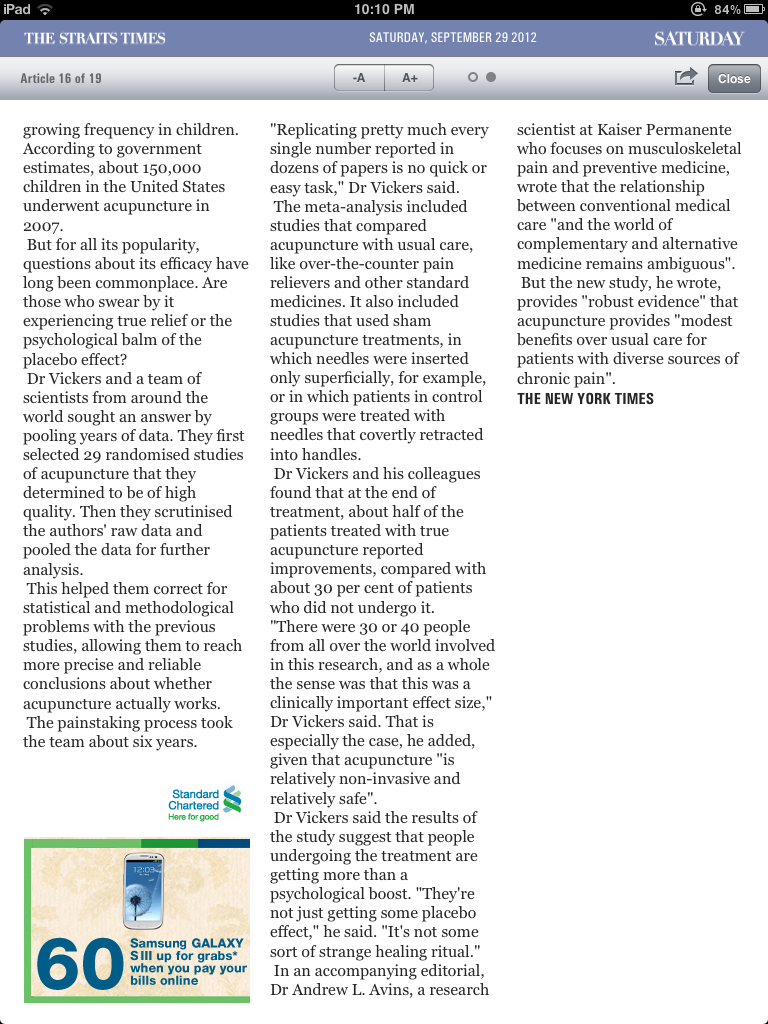 iPad 10:10 PM 84%
THE STRAITS TIMES SATURDAY, SEPTEMBER 29 2012 SATURDAY
Article 16 of 19 -A A+ Close
growing frequency in children.
According to government
estimates, about 150,000
children in the United States
underwent acupuncture in
2007.
But for all its popularity,
questions about its efficacy have
long been commonplace. Are
those who swear by it
experiencing true relief or the
psychological balm of the
placebo effect?
Dr Vickers and a team of
scientists from around the
world sought an answer by
pooling years of data. They first
selected 29 randomised studies
of acupuncture that they
determined to be of high
quality. Then they scrutinised
the authors' raw data and
pooled the data for further
analysis.
This helped them correct for
statistical and methodological
problems with the previous
studies, allowing them to reach
more precise and reliable
conclusions about whether
acupuncture actually works.
The painstaking process took
the team about six years.
Standard
Chartered
Here for good
12:03
60
Samsung GALAXY
S III up for grabs*
when you pay your
bills online
"Replicating pretty much every
single number reported in
dozens of papers is no quick or
easy task," Dr Vickers said.
The meta-analysis included
studies that compared
acupuncture with usual care,
like over-the-counter pain
relievers and other standard
medicines. It also included
studies that used sham
acupuncture treatments, in
which needles were inserted
only superficially, for example,
or in which patients in control
groups were treated with
needles that covertly retracted
into handles.
Dr Vickers and his colleagues
found that at the end of
treatment, about half of the
patients treated with true
acupuncture reported
improvements, compared with
about 30 per cent of patients
who did not undergo it.
"There were 30 or 40 people
from all over the world involved
in this research, and as a whole
the sense was that this was a
clinically important effect size,"
Dr Vickers said. That is
especially the case, he added,
given that acupuncture "is
relatively non-invasive and
relatively safe".
Dr Vickers said the results of
the study suggest that people
undergoing the treatment are
getting more than a
psychological boost. "They're
not just getting some placebo
effect," he said. "It's not some
sort of strange healing ritual."
In an accompanying editorial,
Dr Andrew L. Avins, a research
scientist at Kaiser Permanente
who focuses on musculoskeletal
pain and preventive medicine,
wrote that the relationship
between conventional medical
care "and the world of
complementary and alternative
medicine remains ambiguous".
But the new study, he wrote,
provides "robust evidence" that
acupuncture provides "modest
benefits over usual care for
patients with diverse sources of
chronic pain".
THE NEW YORK TIMES